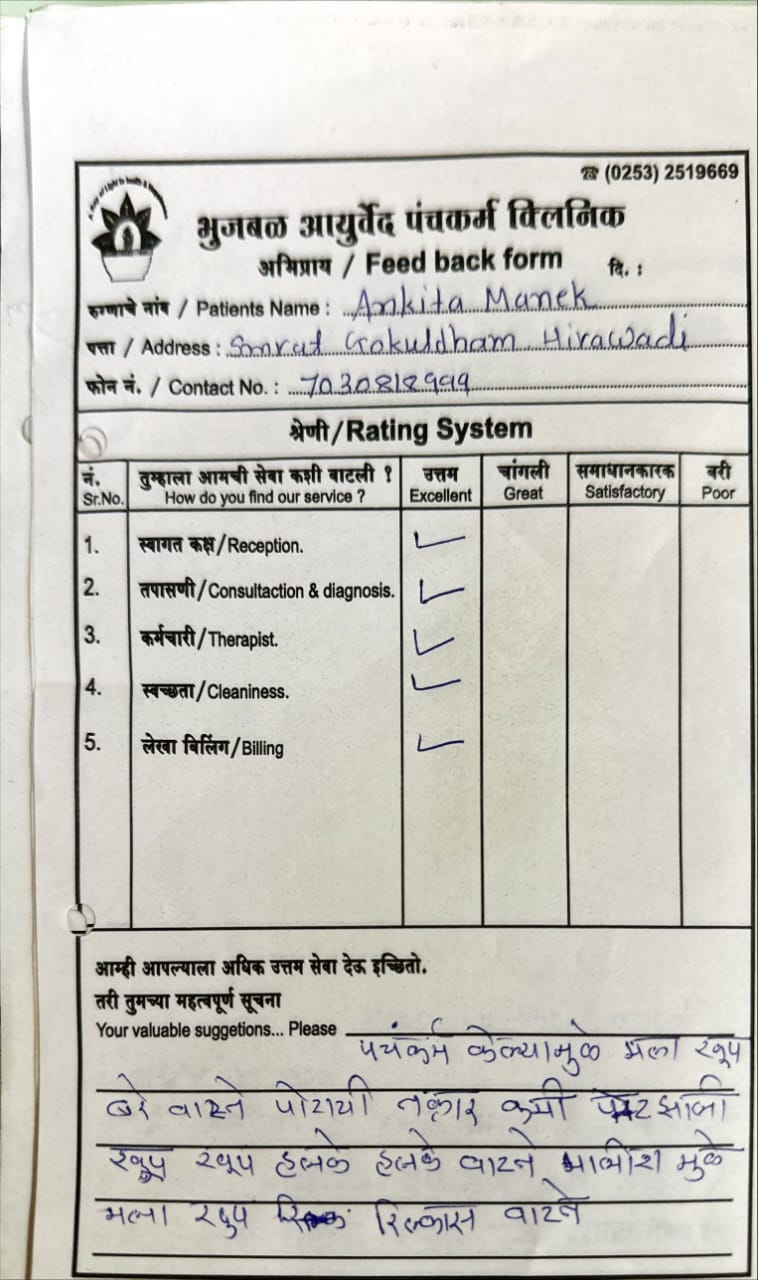 ☎ (0253) 2519669
भुजबळ आयुर्वेद पंचकर्म क्लिनिक
अभिप्राय / Feed back form दि. :
रुग्णाचे नांव / Patients Name : Ankita Manek
पत्ता / Address : Smrat Gokuldham Hirawadi
फोन नं. / Contact No. : 7030818999
श्रेणी/Rating System
नं. तुम्हाला आमची सेवा कशी वाटली ? उत्तम चांगली समाधानकारक बरी
Sr.No. How do you find our service ? Excellent Great Satisfactory Poor
1. स्वागत कक्ष/Reception. ✓
2. तपासणी/Consultaction & diagnosis. ✓
3. कर्मचारी/Therapist. ✓
4. स्वच्छता/Cleaniness. ✓
5. लेखा बिलिंग/Billing ✓
आम्ही आपल्याला अधिक उत्तम सेवा देऊ इच्छितो.
तरी तुमच्या महत्वपूर्ण सूचना
Your valuable suggetions... Please
पचंकर्म केल्यामुळे मला खूप
बरे वाटते पोटाची तक्रार कमी झाली
खूप खूप हलके हलके वाटते मालीश मुळे
मला खुप रिल्कास वाटते